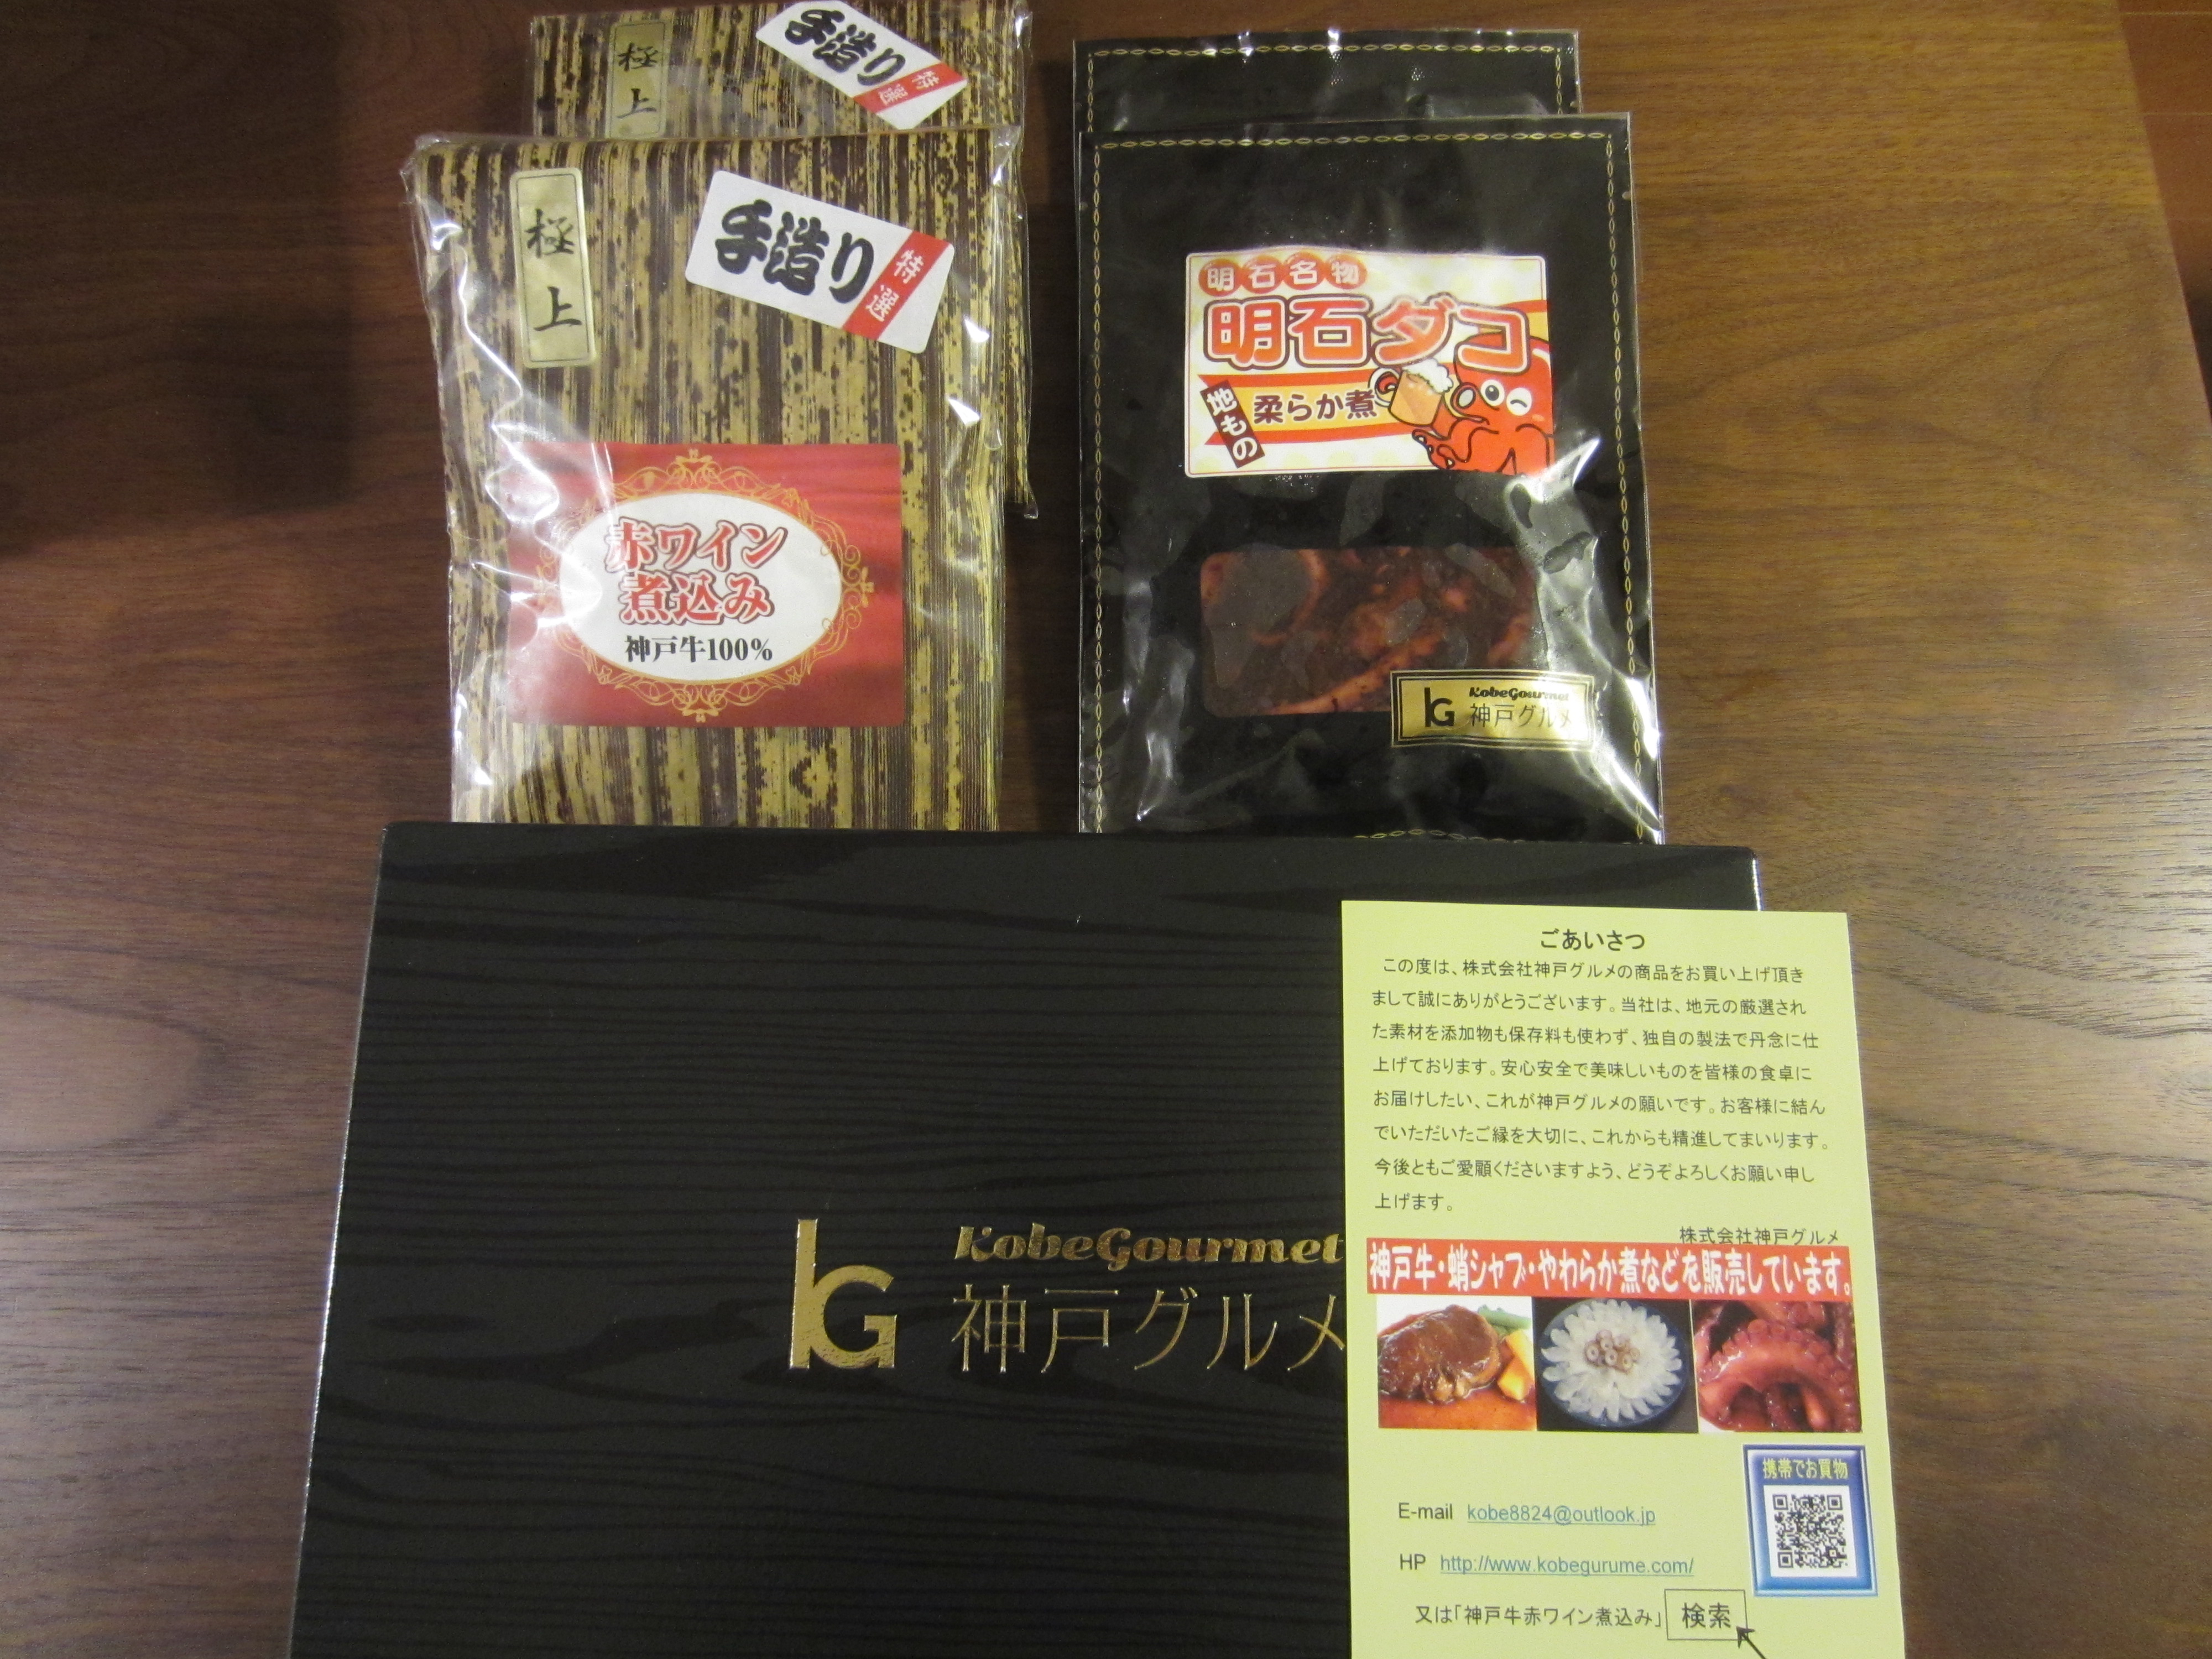 極上
手造り
特選
極上
手造り
特選
赤ワイン
煮込み
神戸牛100%
明石名物
明石ダコ
地もの
柔らか煮
KobeGourmet
神戸グルメ
KobeGourmet
神戸グルメ
ごあいさつ
この度は、株式会社神戸グルメの商品をお買い上げ頂き
まして誠にありがとうございます。当社は、地元の厳選され
た素材を添加物も保存料も使わず、独自の製法で丹念に仕
上げております。安心安全で美味しいものを皆様の食卓に
お届けしたい、これが神戸グルメの願いです。お客様に結ん
でいただいたご縁を大切に、これからも精進してまいります。
今後ともご愛顧くださいますよう、どうぞよろしくお願い申し
上げます。
株式会社神戸グルメ
神戸牛・蛸シャブ・やわらか煮などを販売しています。
携帯でお買物
E-mail kobe8824@outlook.jp
HP http://www.kobegurume.com/
又は「神戸牛赤ワイン煮込み」 検索